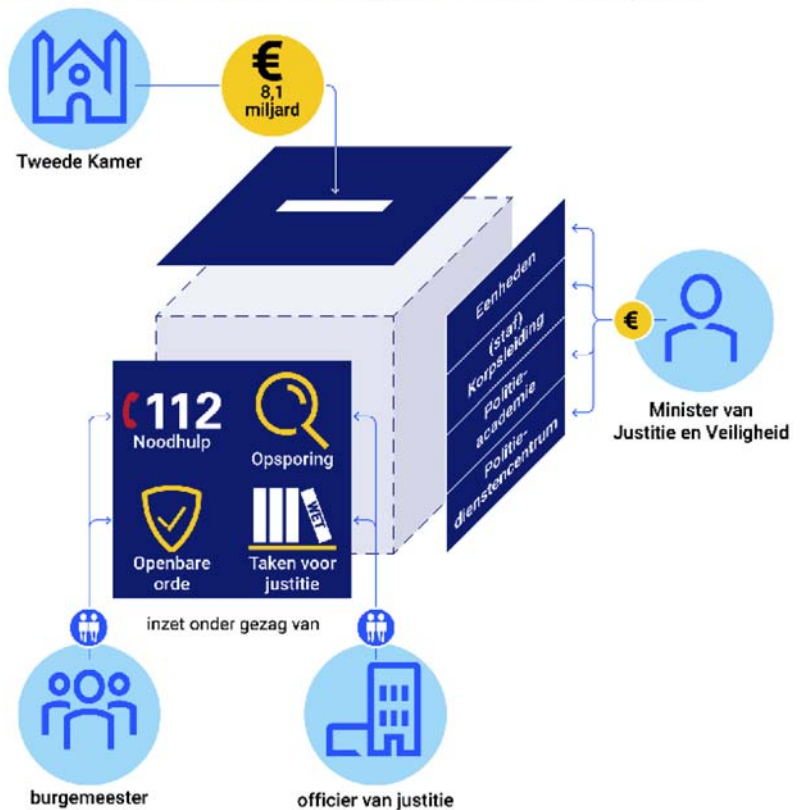 €
8,1
miljard
Tweede Kamer
Eenheden
(staf)
Korpsleiding
Politie-
academie
Politie-
dienstencentrum
€
Minister van
Justitie en Veiligheid
112
Noodhulp
Opsporing
Openbare
orde
WET
Taken voor
justitie
inzet onder gezag van
burgemeester
officier van justitie